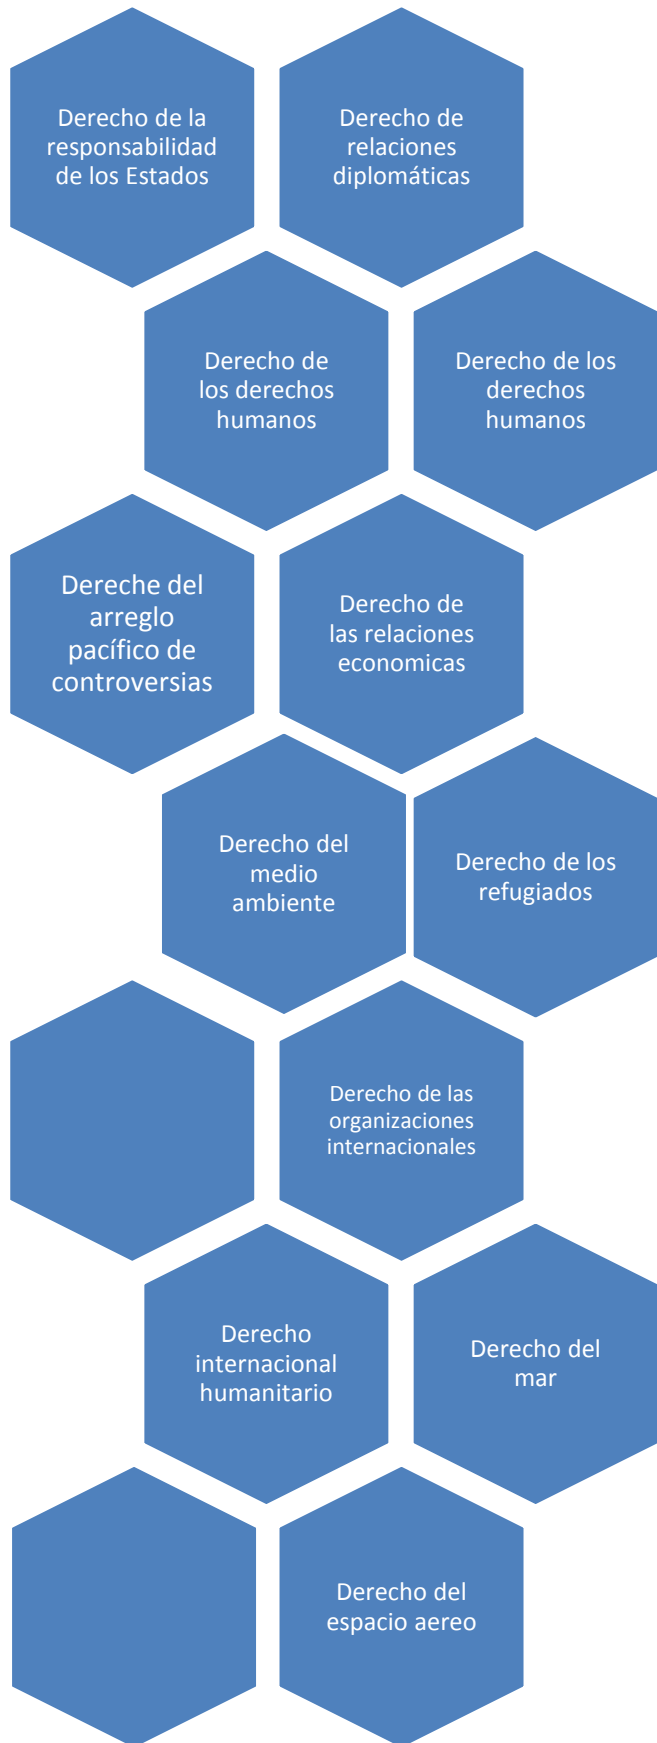 Derecho de la
responsabilidad
de los Estados
Derecho de
relaciones
diplomáticas
Derecho de
los derechos
humanos
Derecho de los
derechos
humanos
Dereche del
arreglo
pacífico de
controversias
Derecho de
las relaciones
economicas
Derecho del
medio
ambiente
Derecho de los
refugiados
Derecho de las
organizaciones
internacionales
Derecho
internacional
humanitario
Derecho del
mar
Derecho del
espacio aereo